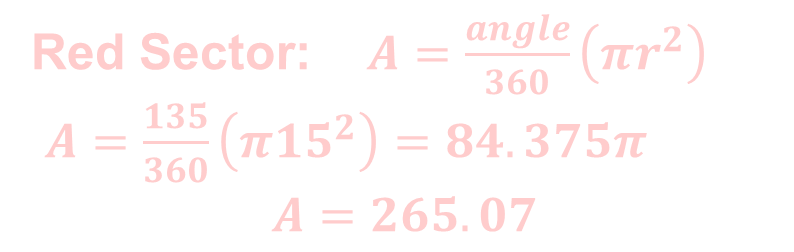 Red Sector: A = angle/360 (πr²)
A = 135/360 (π15²) = 84.375π
A = 265.07